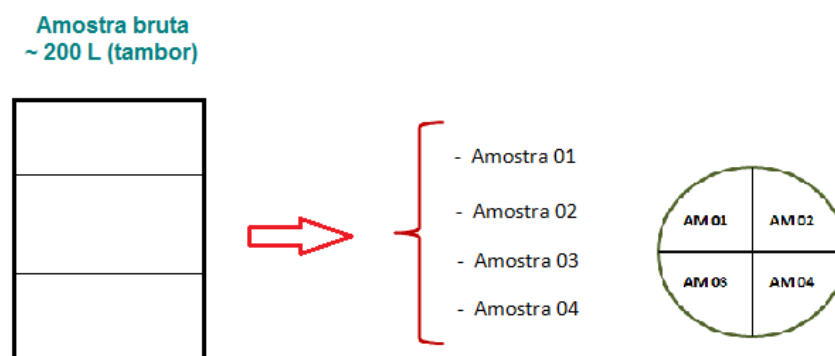 Amostra bruta
~ 200 L (tambor)
- Amostra 01
- Amostra 02
- Amostra 03
- Amostra 04
AM 01 AM 02
AM 03 AM 04